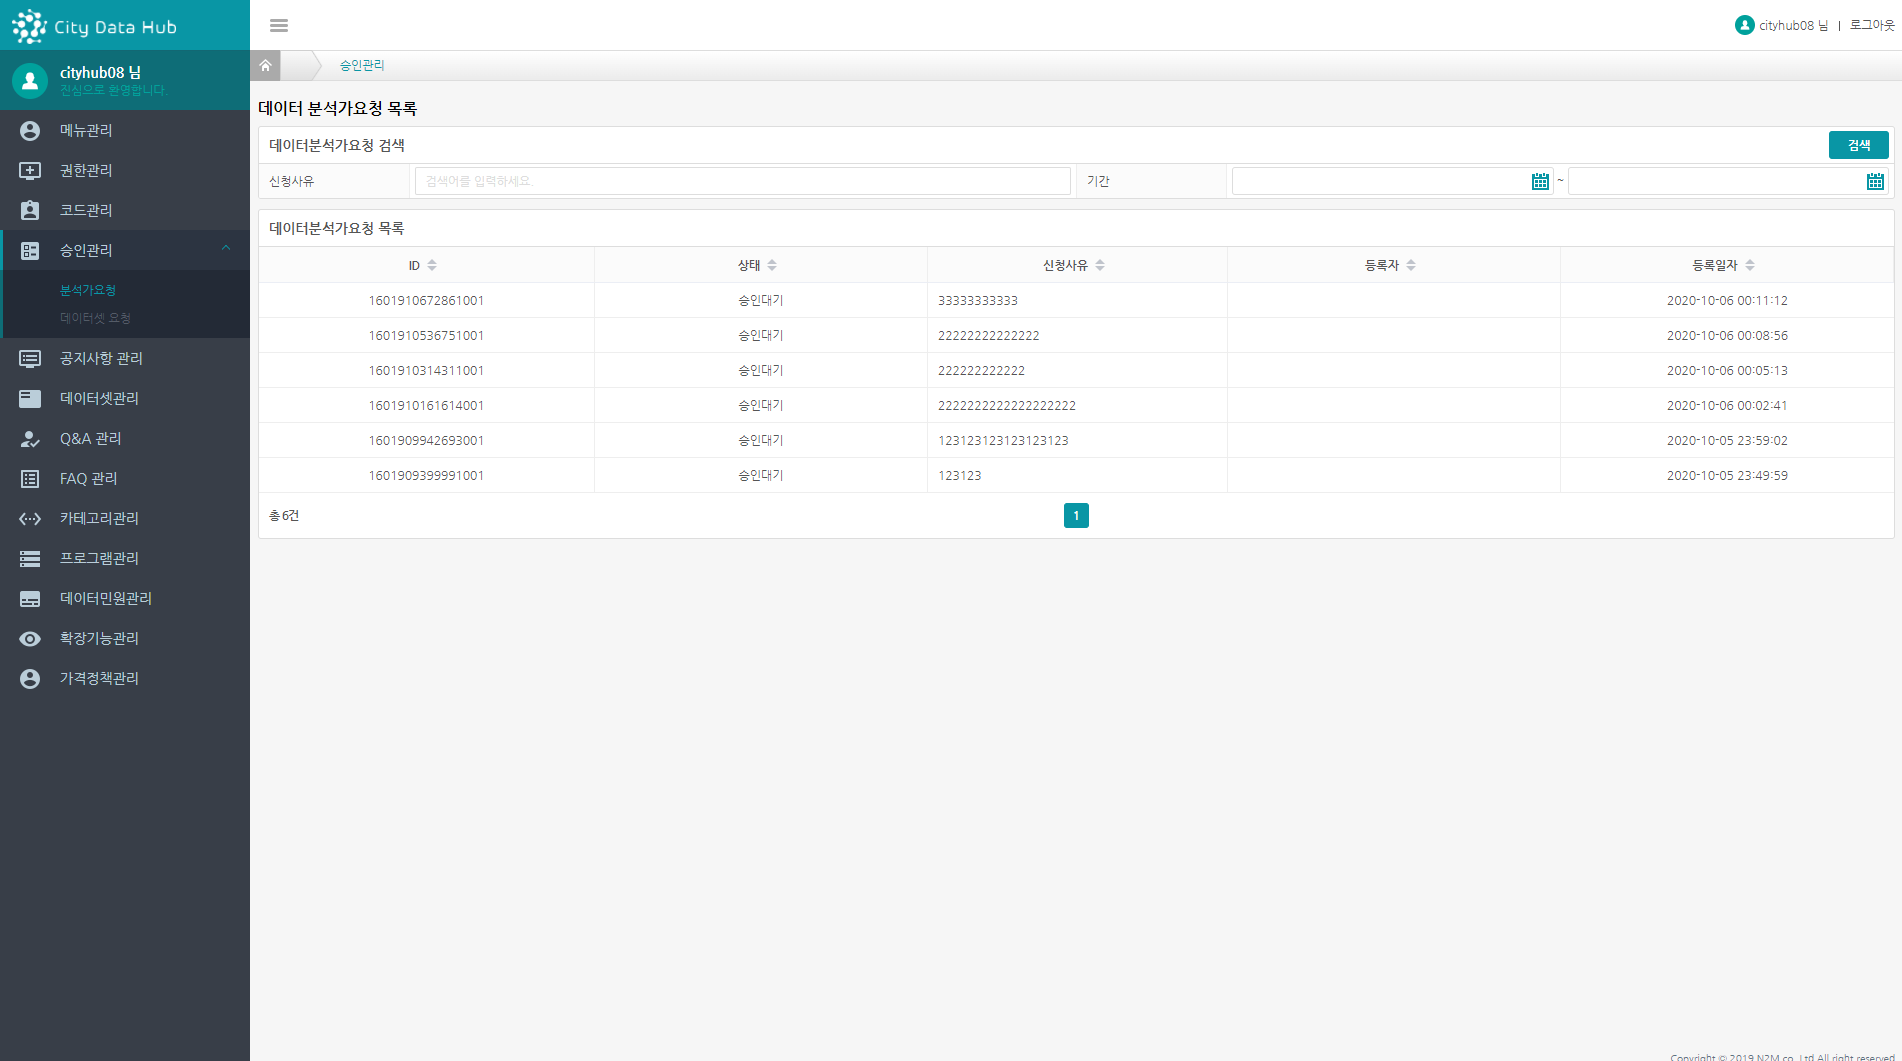 City Data Hub
cityhub08 님 | 로그아웃
cityhub08 님
진심으로 환영합니다.
메뉴관리
권한관리
코드관리
승인관리
분석가요청
데이터셋 요청
공지사항 관리
데이터셋관리
Q&A 관리
FAQ 관리
카테고리관리
프로그램관리
데이터민원관리
확장기능관리
가격정책관리
승인관리
데이터 분석가요청 목록
데이터분석가요청 검색
검색
신청사유 검색어를 입력하세요. 기간 ~
데이터분석가요청 목록
ID 상태 신청사유 등록자 등록일자
1601910672861001 승인대기 33333333333 2020-10-06 00:11:12
1601910536751001 승인대기 22222222222222 2020-10-06 00:08:56
1601910314311001 승인대기 222222222222 2020-10-06 00:05:13
1601910161614001 승인대기 2222222222222222222 2020-10-06 00:02:41
1601909942693001 승인대기 123123123123123123 2020-10-05 23:59:02
1601909399991001 승인대기 123123 2020-10-05 23:49:59
총 6건 1
Copyright © 2019 N2M co. Ltd All right reserved